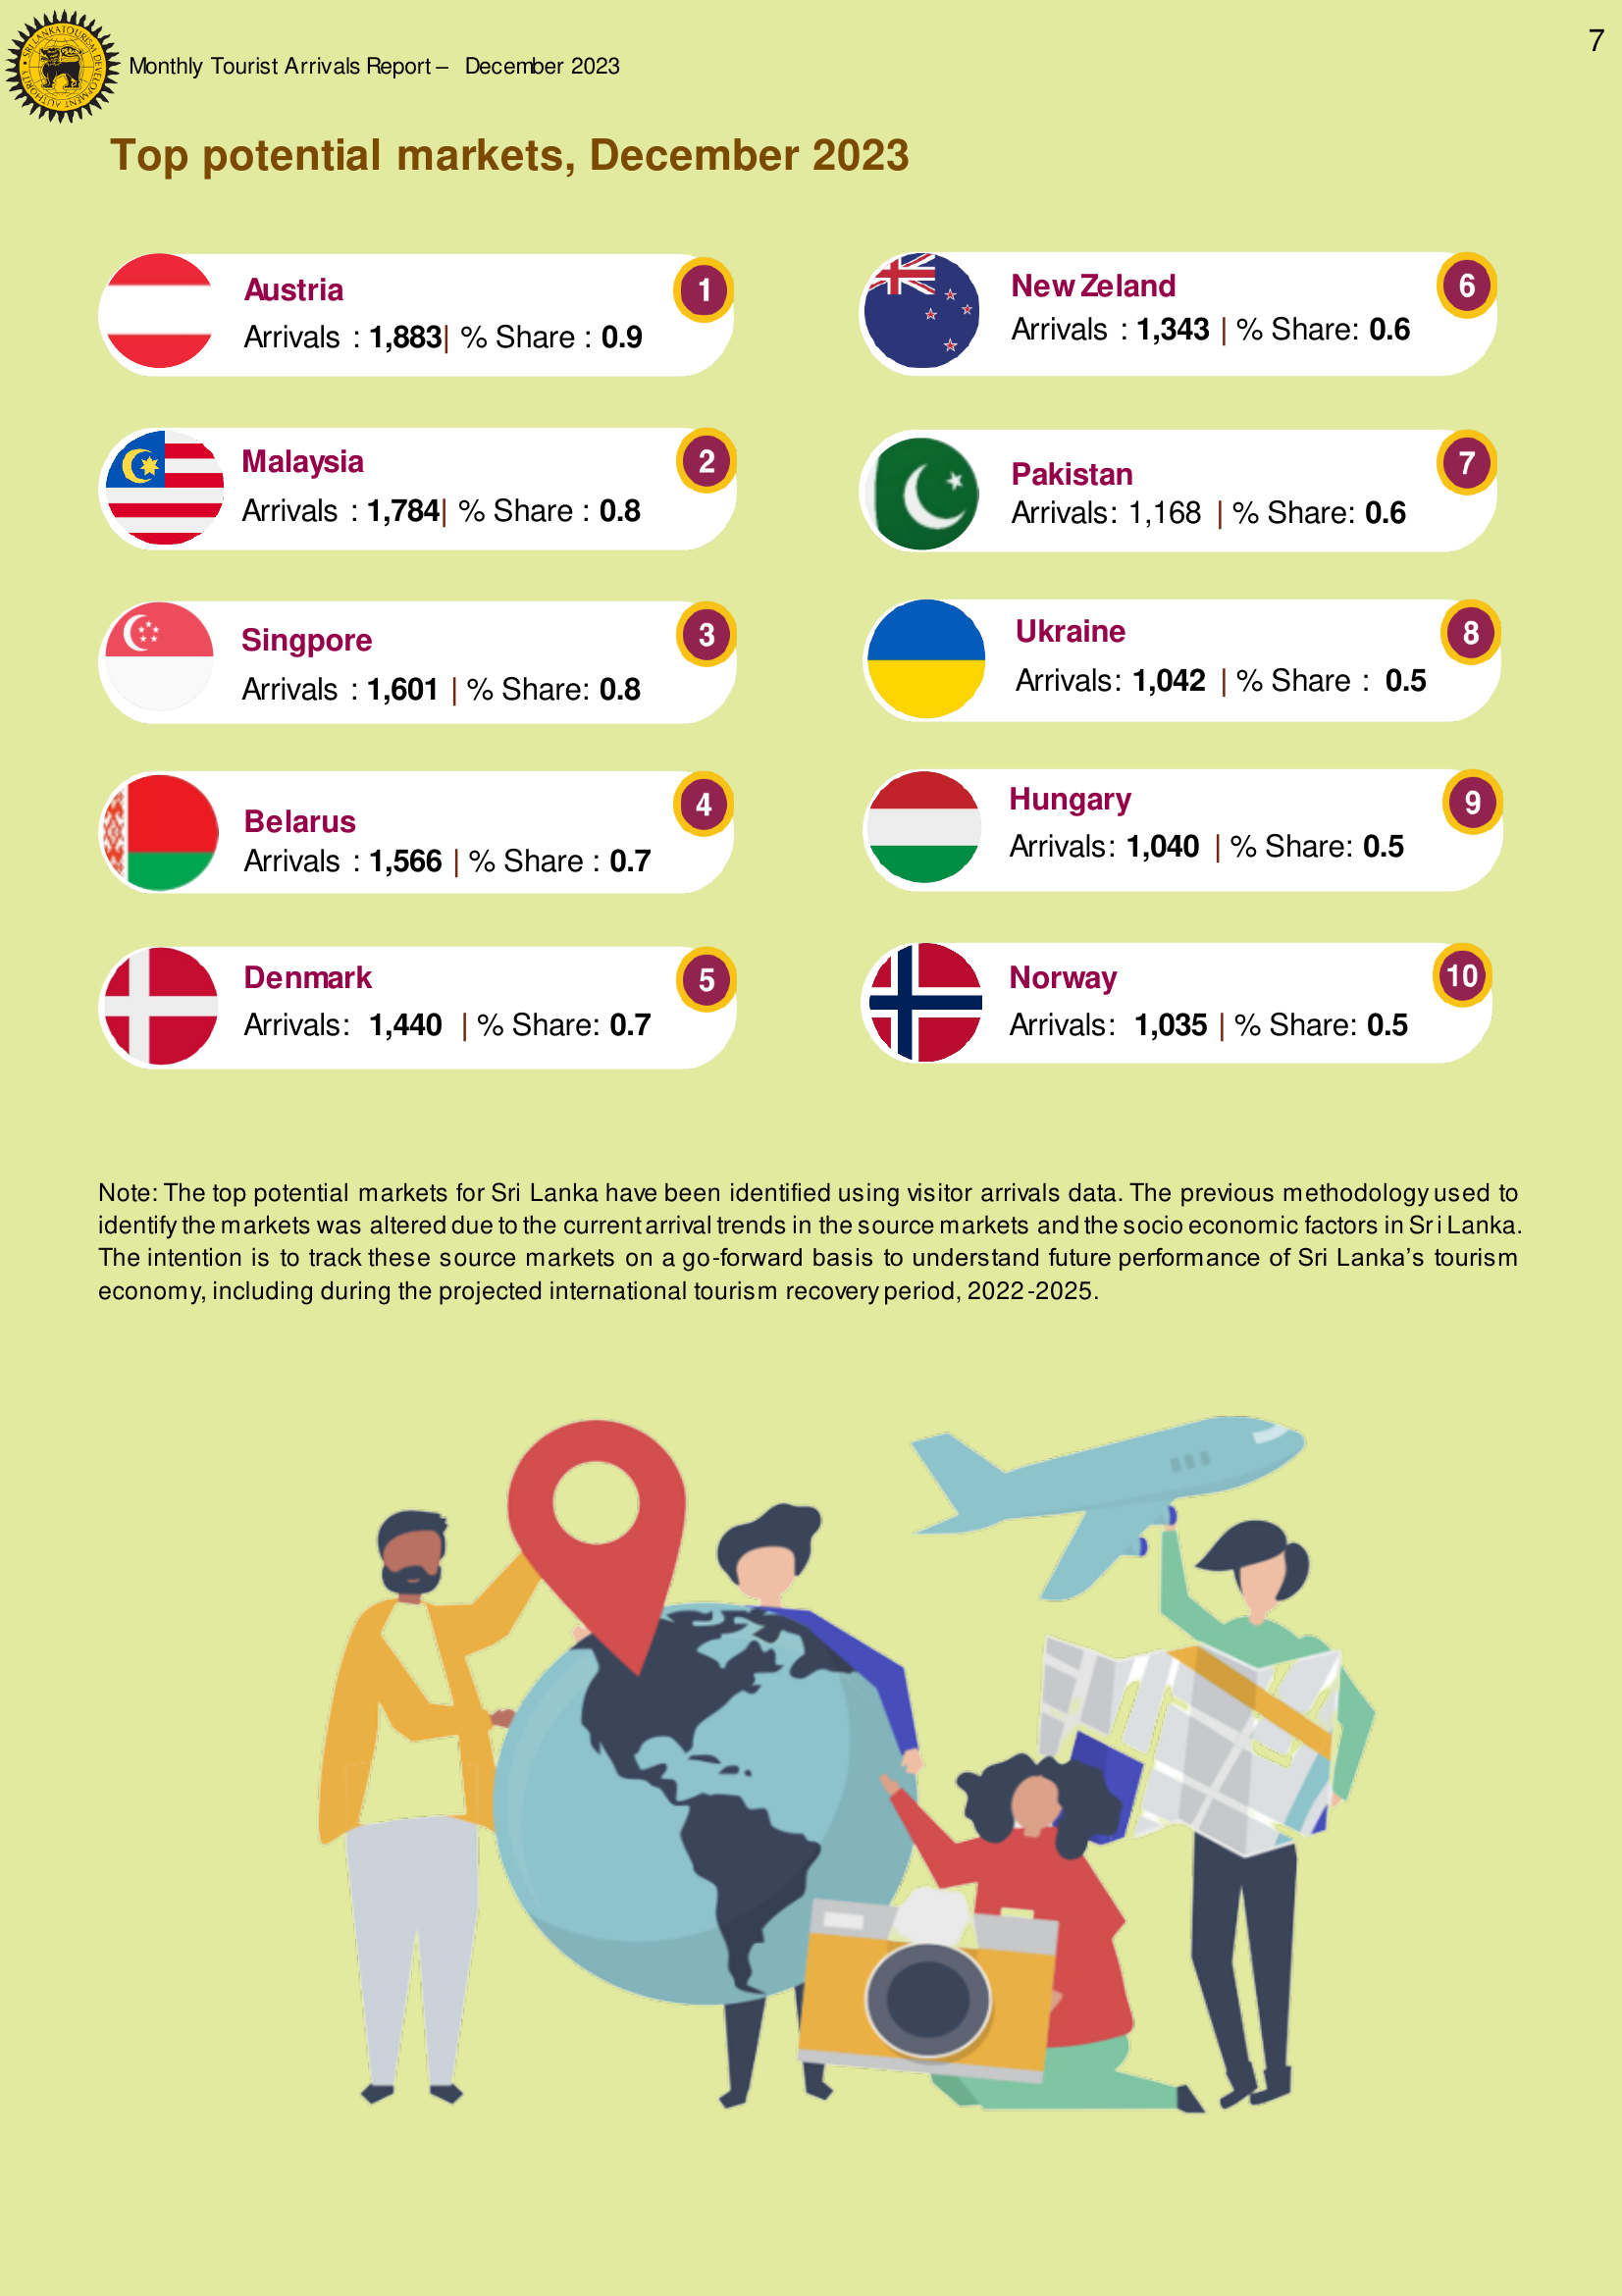 SRI LANKA TOURISM DEVELOPMENT AUTHORITY
Monthly Tourist Arrivals Report – December 2023
7
Top potential markets, December 2023
Austria
1
Arrivals : 1,883| % Share : 0.9
Malaysia
2
Arrivals : 1,784| % Share : 0.8
Singpore
3
Arrivals : 1,601 | % Share: 0.8
Belarus
4
Arrivals : 1,566 | % Share : 0.7
Denmark
5
Arrivals: 1,440 | % Share: 0.7
New Zeland
6
Arrivals : 1,343 | % Share: 0.6
Pakistan
7
Arrivals: 1,168 | % Share: 0.6
Ukraine
8
Arrivals: 1,042 | % Share : 0.5
Hungary
9
Arrivals: 1,040 | % Share: 0.5
Norway
10
Arrivals: 1,035 | % Share: 0.5
Note: The top potential markets for Sri Lanka have been identified using visitor arrivals data. The previous methodology used to
identify the markets was altered due to the current arrival trends in the source markets and the socio economic factors in Sri Lanka.
The intention is to track these source markets on a go-forward basis to understand future performance of Sri Lanka’s tourism
economy, including during the projected international tourism recovery period, 2022-2025.